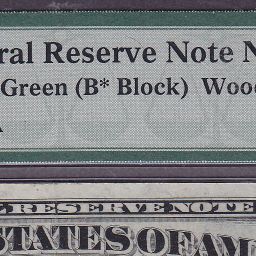 ral Reserve Note N
Green (B* Block) Wood
A
L RESERVE NOTE
STATES OF AM